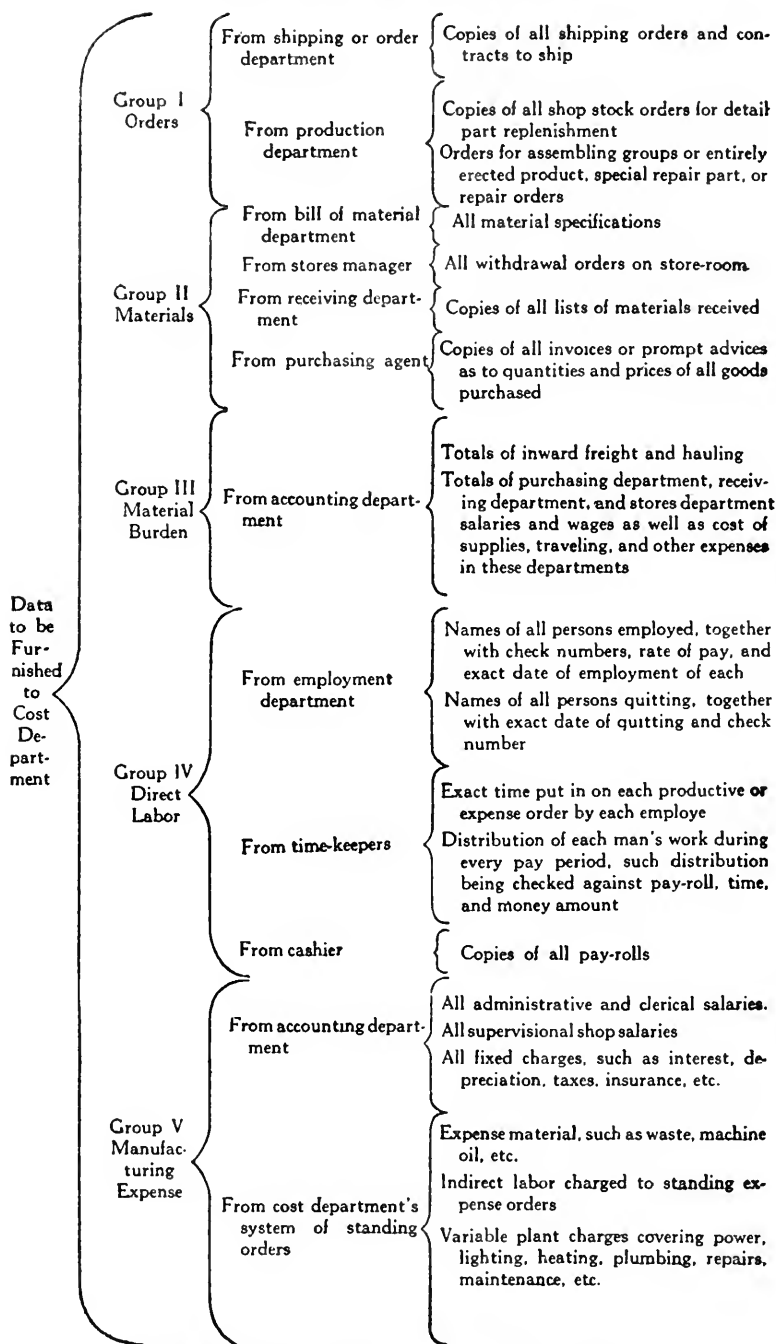 Data
to be
Fur-
nished
to
Cost
De-
part-
ment
Group I
Orders
From shipping or order
department
Copies of all shipping orders and con-
tracts to ship
From production
department
Copies of all shop stock orders for detail
part replenishment
Orders for assembling groups or entirely
erected product, special repair part, or
repair orders
Group II
Materials
From bill of material
department
All material specifications
From stores manager
All withdrawal orders on store-room.
From receiving depart-
ment
Copies of all lists of materials received
From purchasing agent
Copies of all invoices or prompt advices
as to quantities and prices of all goods
purchased
Group III
Material
Burden
From accounting depart-
ment
Totals of inward freight and hauling
Totals of purchasing department, receiv-
ing department, and stores department
salaries and wages as well as cost of
supplies, traveling, and other expenses
in these departments
Group IV
Direct
Labor
From employment
department
Names of all persons employed, together
with check numbers, rate of pay, and
exact date of employment of each
Names of all persons quitting, together
with exact date of quitting and check
number
From time-keepers
Exact time put in on each productive or
expense order by each employe
Distribution of each man's work during
every pay period, such distribution
being checked against pay-roll, time,
and money amount
From cashier
Copies of all pay-rolls
Group V
Manufac-
turing
Expense
From accounting depart-
ment
All administrative and clerical salaries.
All supervisional shop salaries
All fixed charges, such as interest, de-
preciation, taxes, insurance, etc.
From cost department's
system of standing
orders
Expense material, such as waste, machine
oil, etc.
Indirect labor charged to standing ex-
pense orders
Variable plant charges covering power,
lighting, heating, plumbing, repairs,
maintenance, etc.